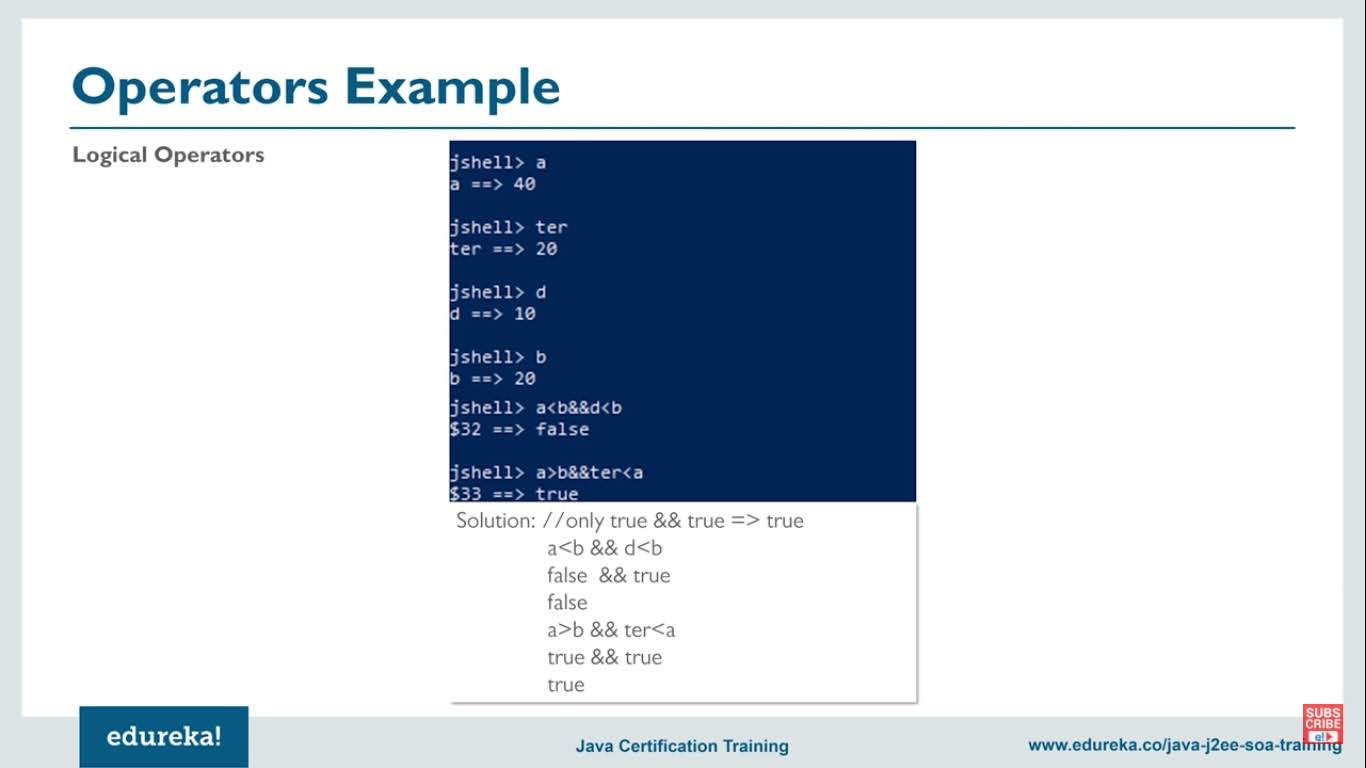 Operators Example
Logical Operators
jshell> a
a ==> 40
jshell> ter
ter ==> 20
jshell> d
d ==> 10
jshell> b
b ==> 20
jshell> a<b&&d<b
$32 ==> false
jshell> a>b&&ter<a
$33 ==> true
Solution: //only true && true => true
a<b && d<b
false && true
false
a>b && ter<a
true && true
true
edureka!
Java Certification Training
www.edureka.co/java-j2ee-soa-training
SUBS
CRIBE
e!